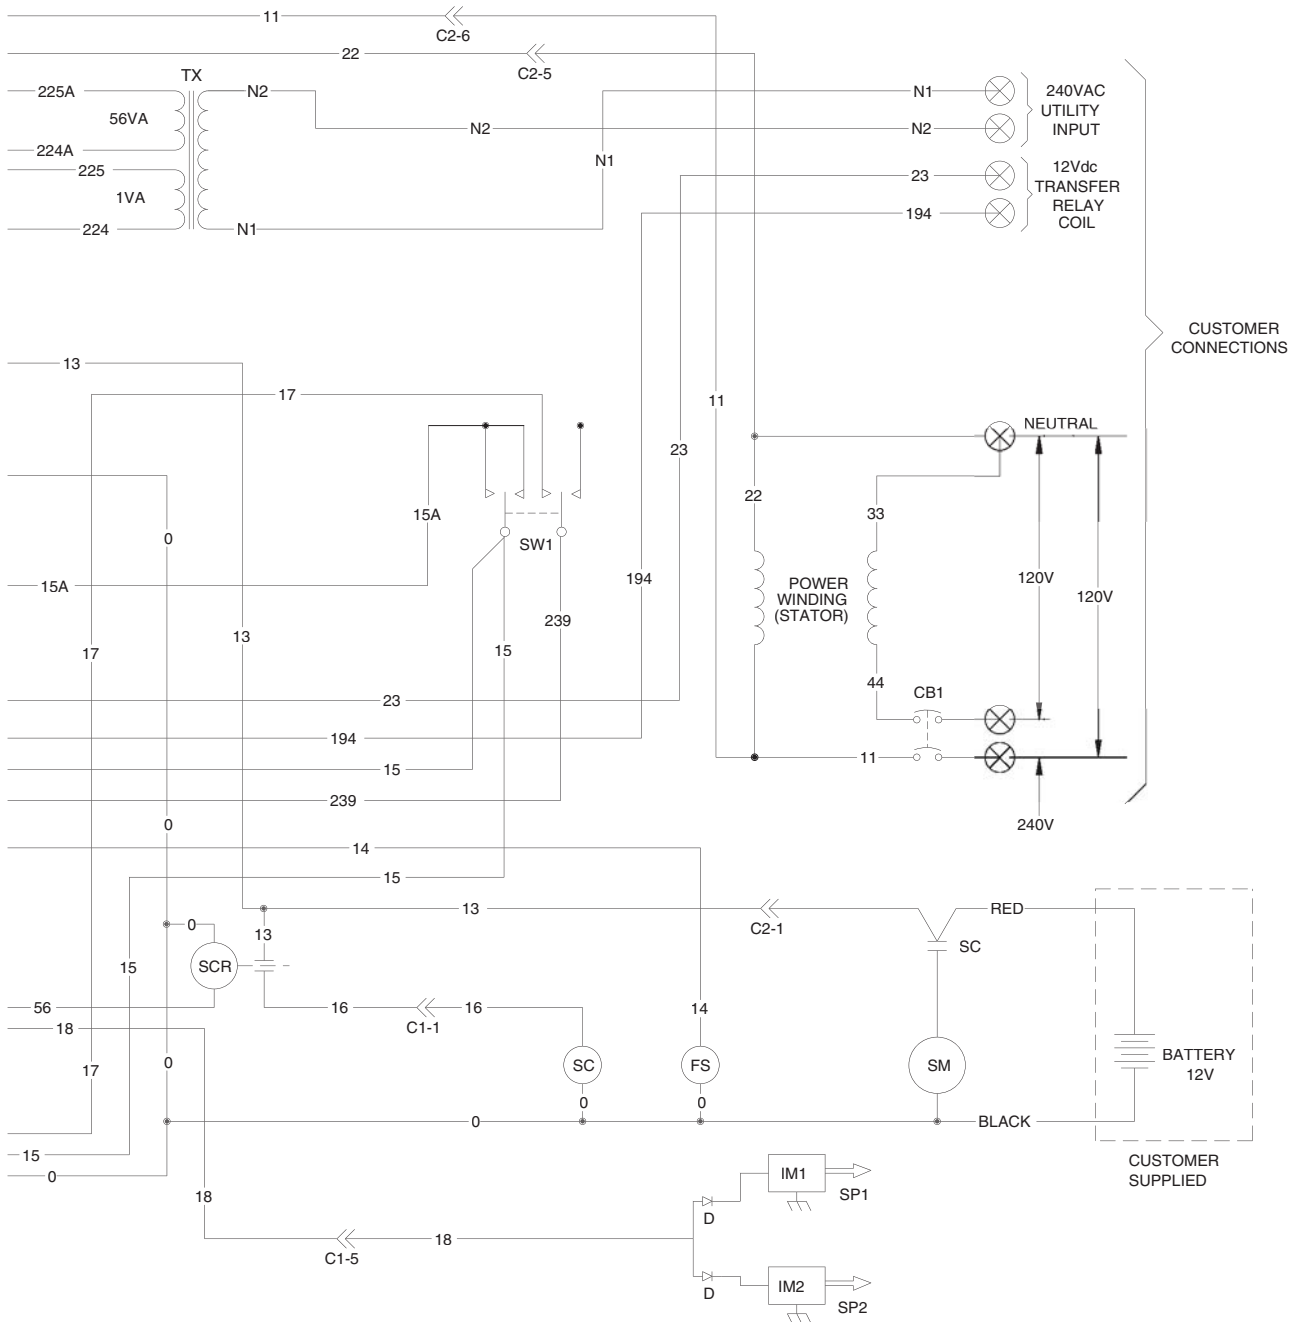 11
C2-6
22
C2-5
TX
225A
N2
N1
240VAC
UTILITY
INPUT
56VA
N2
N2
224A
N1
225
12Vdc
TRANSFER
RELAY
COIL
23
1VA
194
224
N1
CUSTOMER
CONNECTIONS
13
17
11
NEUTRAL
23
22
15A
33
0
SW1
15A
194
POWER
WINDING
(STATOR)
120V
120V
239
13
15
17
44
CB1
23
194
15
11
239
0
240V
14
15
13
RED
C2-1
0
13
SC
SCR
15
56
16
16
14
18
C1-1
BATTERY
12V
0
SC
FS
SM
17
0
0
0
BLACK
15
0
CUSTOMER
SUPPLIED
IM1
SP1
18
D
18
C1-5
IM2
D
SP2